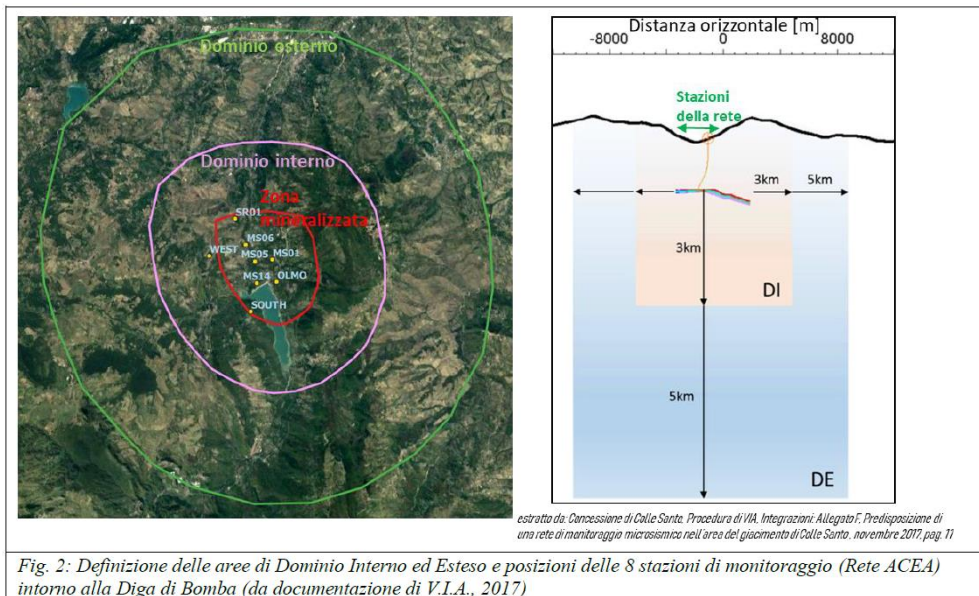 Dominio esterno
Dominio interno
Zona
mineralizzata
SR01
MS06
WEST
MS05
MS01
MS14
OLMO
SOUTH
Distanza orizzontale [m]
-8000
0
8000
Stazioni
della rete
3km
5km
3km
DI
5km
DE
estratto da: Concessione di Colle Santo, Procedura di VIA, Integrazioni: Allegato F, Predisposizione di
una rete di monitoraggio microsismico nell'area del giacimento di Colle Santo, novembre 2017, pag. 11
Fig. 2: Definizione delle aree di Dominio Interno ed Esteso e posizioni delle 8 stazioni di monitoraggio (Rete ACEA)
intorno alla Diga di Bomba (da documentazione di V.I.A., 2017)